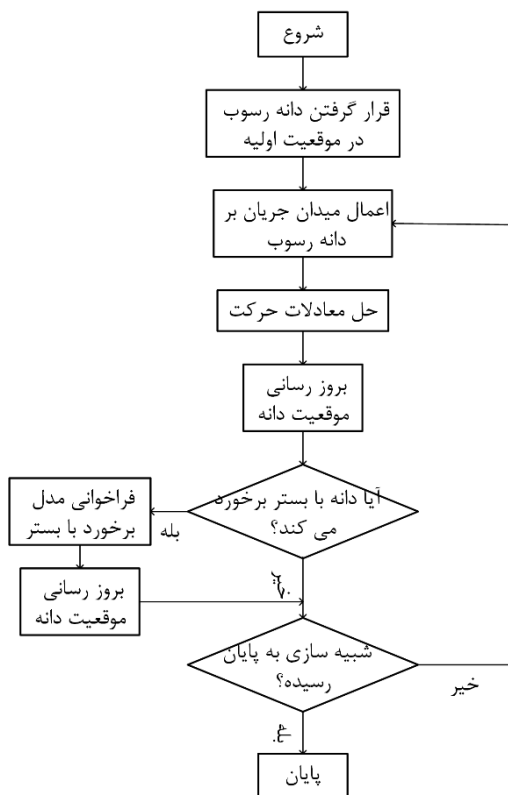 شروع
قرار گرفتن دانه رسوب
در موقعیت اولیه
اعمال میدان جریان بر
دانه رسوب
حل معادلات حرکت
بروز رسانی
موقعیت دانه
آیا دانه با بستر برخورد
می کند؟
بله
فراخوانی مدل
برخورد با بستر
بروز رسانی
موقعیت دانه
خیر
شبیه سازی به پایان
رسیده؟
خیر
بله
پایان